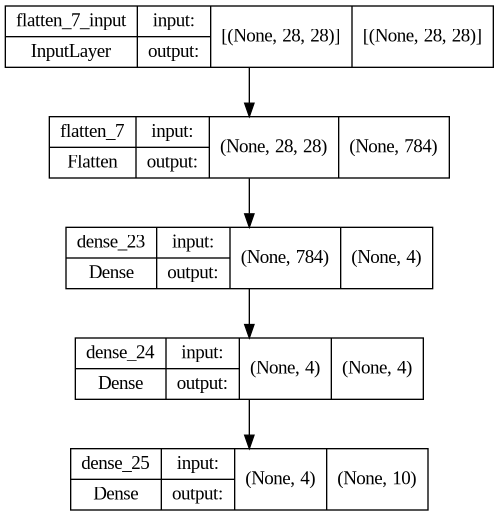 flatten_7_input input: [(None, 28, 28)] [(None, 28, 28)]
InputLayer output:
flatten_7 input: (None, 28, 28) (None, 784)
Flatten output:
dense_23 input: (None, 784) (None, 4)
Dense output:
dense_24 input: (None, 4) (None, 4)
Dense output:
dense_25 input: (None, 4) (None, 10)
Dense output: